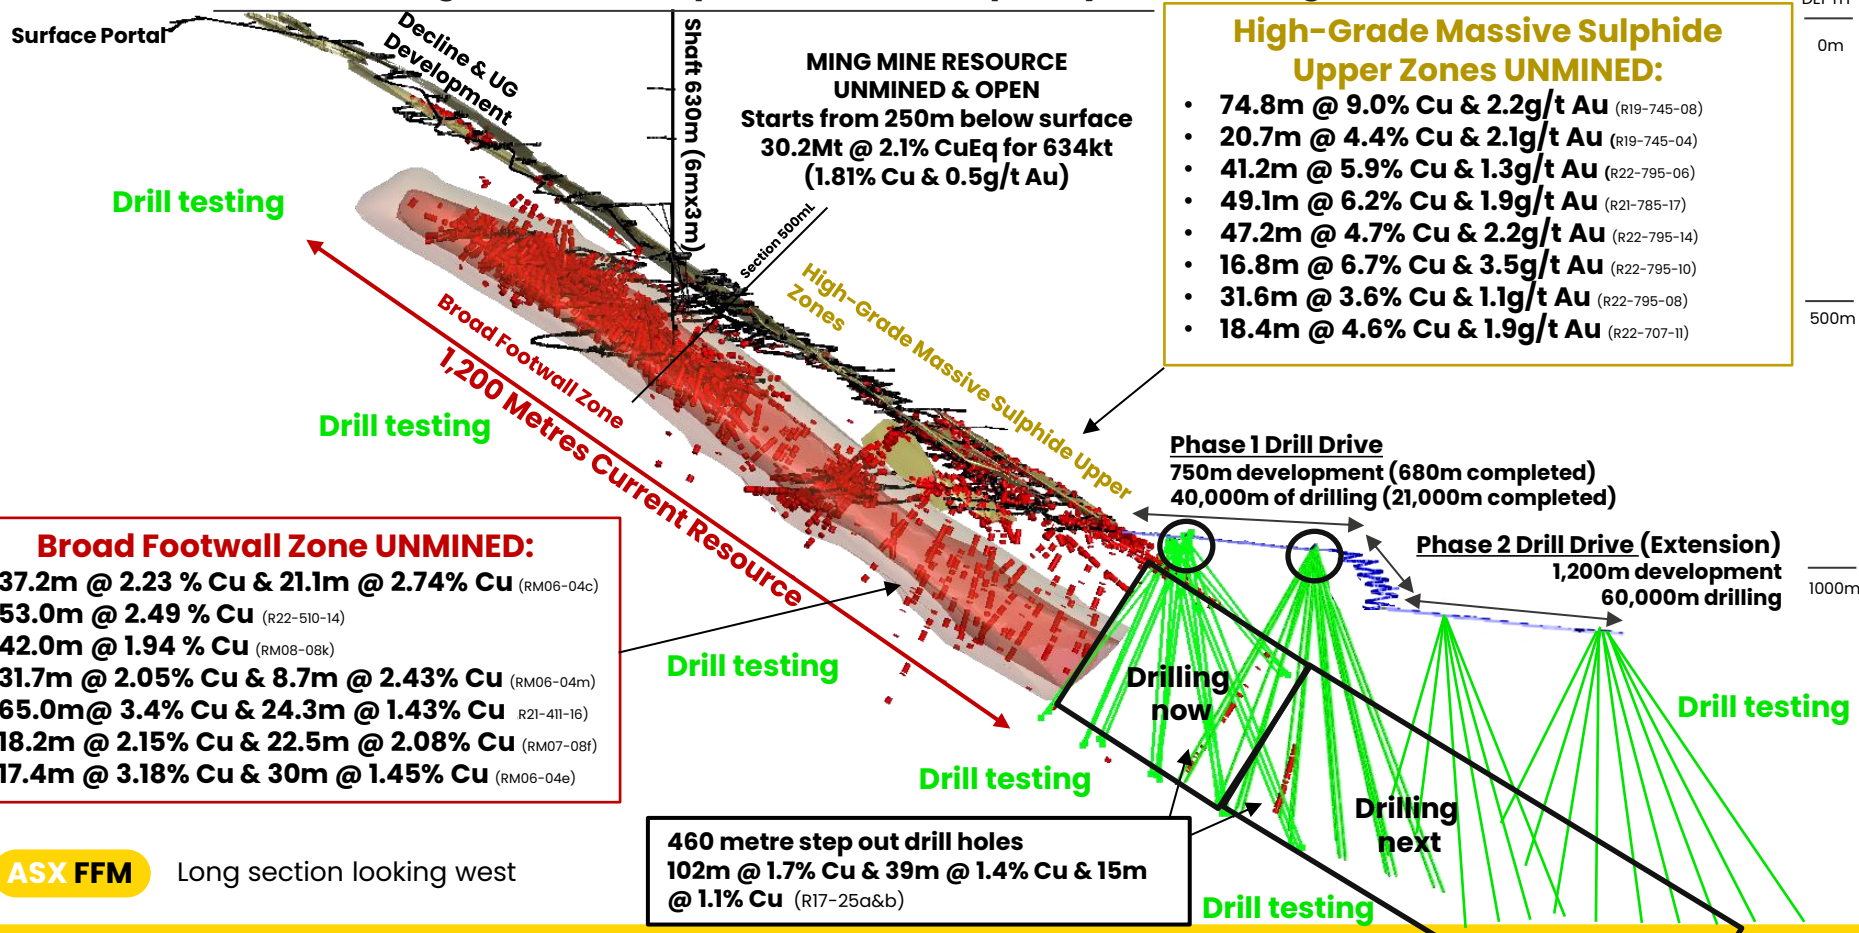 Surface Portal
Decline & UG
Development
Shaft 630m (6mx3m)
MING MINE RESOURCE
UNMINED & OPEN
Starts from 250m below surface
30.2Mt @ 2.1% CuEq for 634kt
(1.81% Cu & 0.5g/t Au)
High-Grade Massive Sulphide
Upper Zones UNMINED:
• 74.8m @ 9.0% Cu & 2.2g/t Au (R19-745-08)
• 20.7m @ 4.4% Cu & 2.1g/t Au (R19-745-04)
• 41.2m @ 5.9% Cu & 1.3g/t Au (R22-795-06)
• 49.1m @ 6.2% Cu & 1.9g/t Au (R21-785-17)
• 47.2m @ 4.7% Cu & 2.2g/t Au (R22-795-14)
• 16.8m @ 6.7% Cu & 3.5g/t Au (R22-795-10)
• 31.6m @ 3.6% Cu & 1.1g/t Au (R22-795-08)
• 18.4m @ 4.6% Cu & 1.9g/t Au (R22-707-11)
0m
500m
1000m
Drill testing
Section 500mL
High-Grade Massive Sulphide Upper
Zones
Broad Footwall Zone
1,200 Metres Current Resource
Drill testing
Phase 1 Drill Drive
750m development (680m completed)
40,000m of drilling (21,000m completed)
Phase 2 Drill Drive (Extension)
1,200m development
60,000m drilling
Broad Footwall Zone UNMINED:
37.2m @ 2.23 % Cu & 21.1m @ 2.74% Cu (RM06-04c)
53.0m @ 2.49 % Cu (R22-510-14)
42.0m @ 1.94 % Cu (RM08-08k)
31.7m @ 2.05% Cu & 8.7m @ 2.43% Cu (RM06-04m)
65.0m@ 3.4% Cu & 24.3m @ 1.43% Cu R21-411-16)
18.2m @ 2.15% Cu & 22.5m @ 2.08% Cu (RM07-08f)
17.4m @ 3.18% Cu & 30m @ 1.45% Cu (RM06-04e)
Drill testing
Drilling
now
Drill testing
Drill testing
Drilling
next
460 metre step out drill holes
102m @ 1.7% Cu & 39m @ 1.4% Cu & 15m
@ 1.1% Cu (R17-25a&b)
Drill testing
ASX FFM
Long section looking west